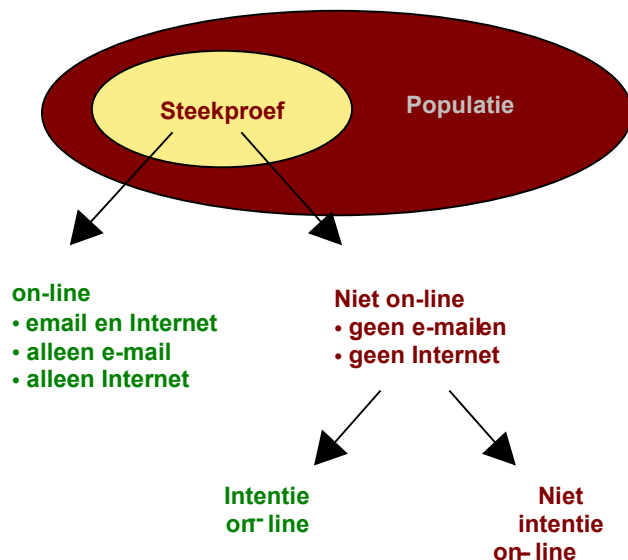 Steekproef
Populatie
on-line
• email en Internet
• alleen e-mail
• alleen Internet
Niet on-line
• geen e-mailen
• geen Internet
Intentie
on-line
Niet
intentie
on-line